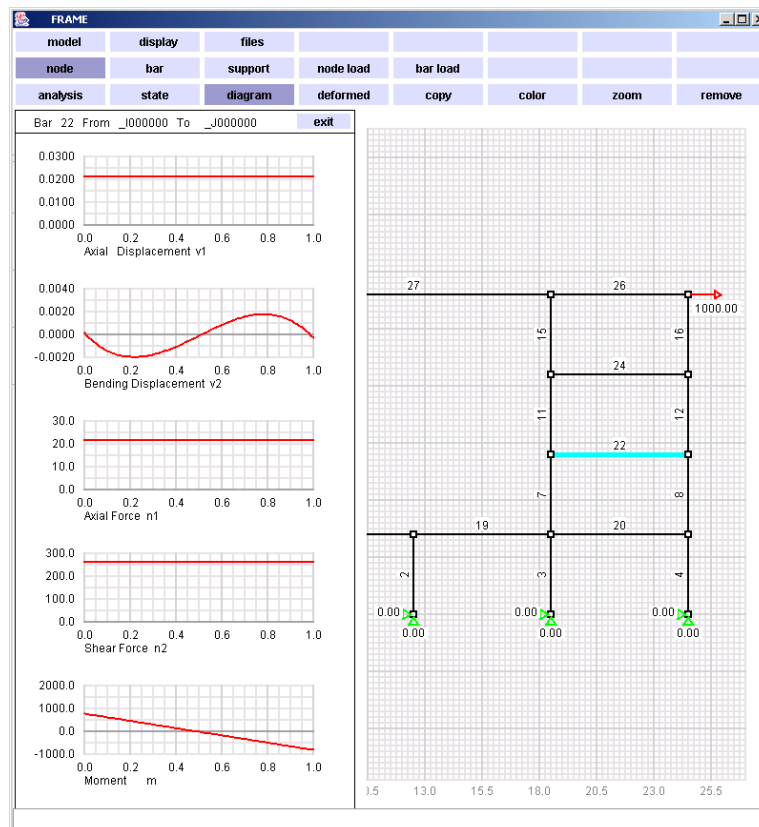 FRAME
model display files
node bar support node load bar load
analysis state diagram deformed copy color zoom remove
Bar 22 From _I000000 To _J000000 exit
0.0300
0.0200
0.0100
0.0000
0.0 0.2 0.4 0.6 0.8 1.0
Axial Displacement v1
0.0040
0.0020
0.0000
-0.0020
0.0 0.2 0.4 0.6 0.8 1.0
Bending Displacement v2
30.0
20.0
10.0
0.0
0.0 0.2 0.4 0.6 0.8 1.0
Axial Force n1
300.0
200.0
100.0
0.0
0.0 0.2 0.4 0.6 0.8 1.0
Shear Force n2
2000.0
1000.0
0.0
-1000.0
0.0 0.2 0.4 0.6 0.8 1.0
Moment m
27 26
1000.00
15 16
24
11 12
22
7 8
19 20
2 3 4
0.00 0.00 0.00
0.00 0.00 0.00
0.5 13.0 15.5 18.0 20.5 23.0 25.5